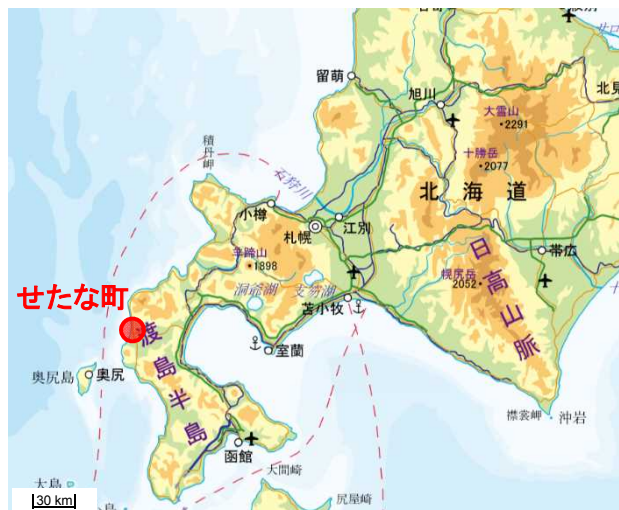 留萌
旭川
北見
大雪山
・2291
十勝岳
・2077
積丹岬
石狩川
北海道
小樽
江別
札幌
帯広
羊蹄山
・1898
日高山脈
幌尻岳
2052・
洞爺湖
支笏湖
苫小牧
せたな町
渡島半島
室蘭
奥尻島
奥尻
襟裳岬
沖岩
函館
大間崎
尻屋崎
大島
島
30 km